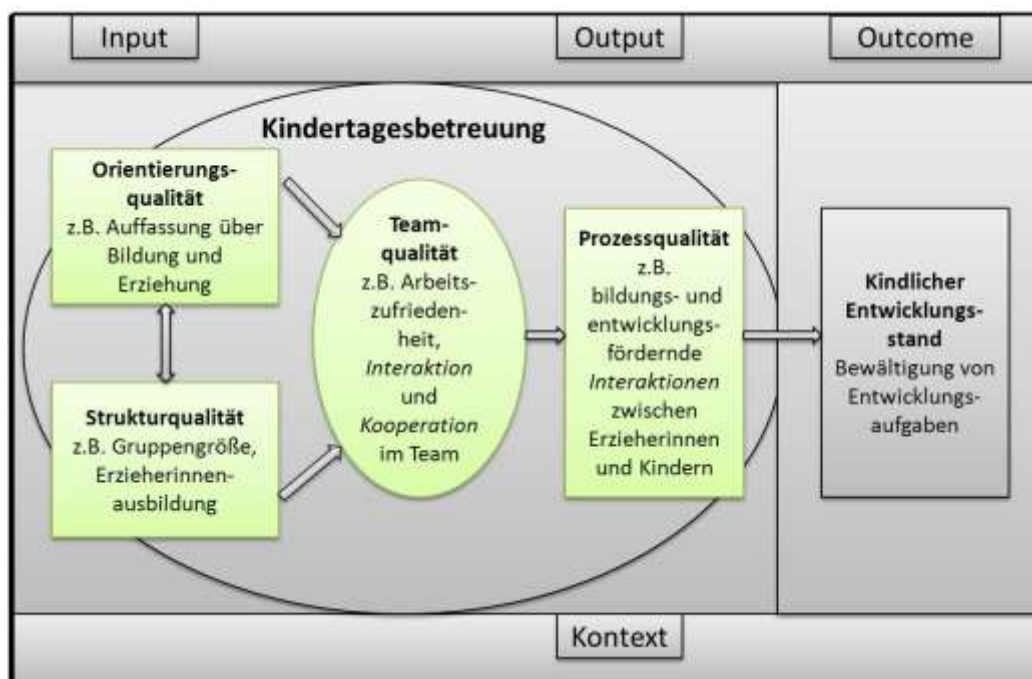 Input
Output
Outcome
Kindertagesbetreuung
Orientierungs-
qualität
z.B. Auffassung über
Bildung und
Erziehung
Strukturqualität
z.B. Gruppengröße,
Erzieherinnen-
ausbildung
Team-
qualität
z.B. Arbeits-
zufrieden-
heit,
Interaktion
und
Kooperation
im Team
Prozessqualität
z.B.
bildungs- und
entwicklungs-
fördernde
Interaktionen
zwischen
Erzieherinnen
und Kindern
Kindlicher
Entwicklungs-
stand
Bewältigung von
Entwicklungs-
aufgaben
Kontext